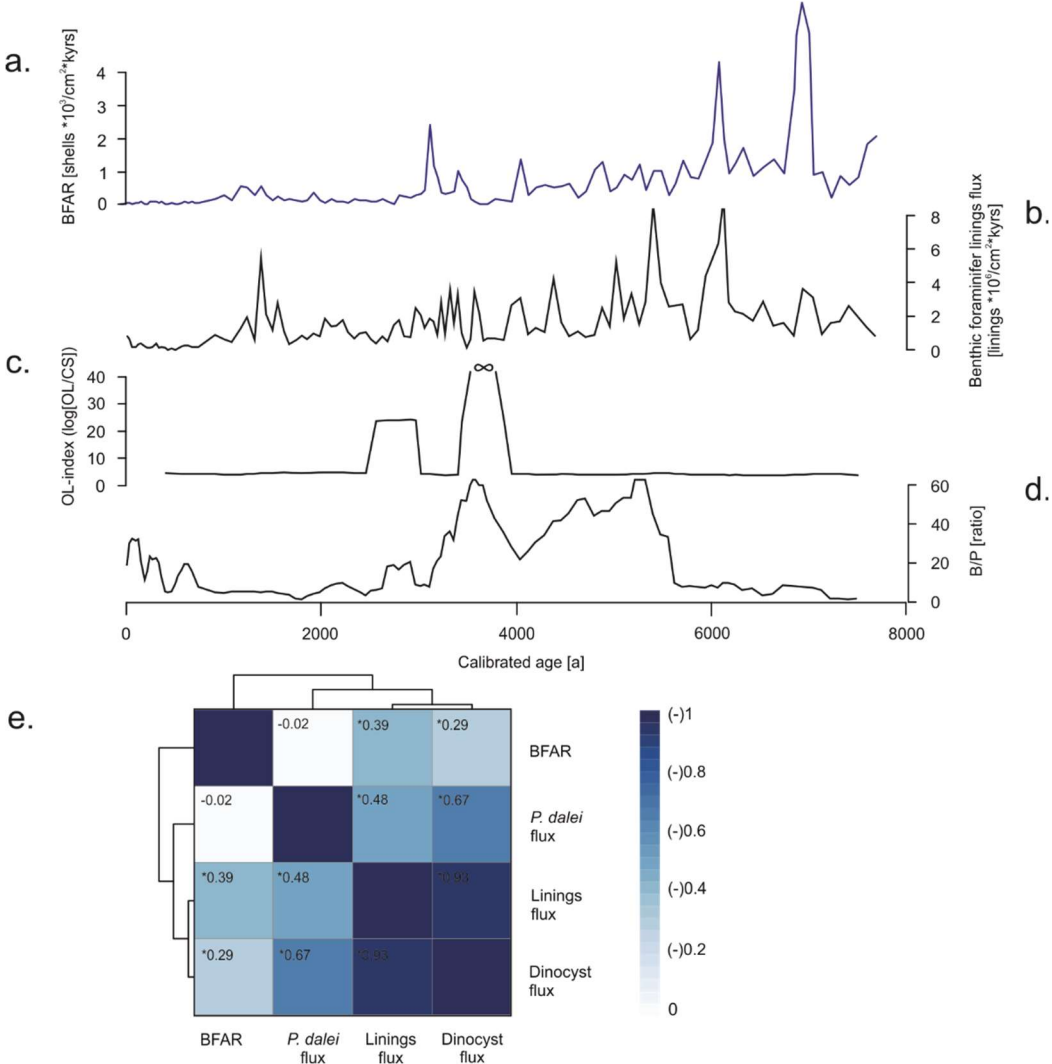 a.
BFAR [shells *10³/cm²*kyrs]
4
3
2
1
0
b.
8
6
4
2
0
Benthic foraminifer linings flux
[linings *10⁶/cm²*kyrs]
c.
OL-index (log[OL/CS])
40
30
20
10
0
∞
d.
60
40
20
0
B/P [ratio]
0 2000 4000 6000 8000
Calibrated age [a]
e.
-0.02 *0.39 *0.29
BFAR
-0.02 *0.48 *0.67
P. dalei
flux
*0.39 *0.48 *0.93
Linings
flux
*0.29 *0.67 *0.93
Dinocyst
flux
BFAR P. dalei Linings Dinocyst
flux flux flux
(-)1
(-)0.8
(-)0.6
(-)0.4
(-)0.2
0